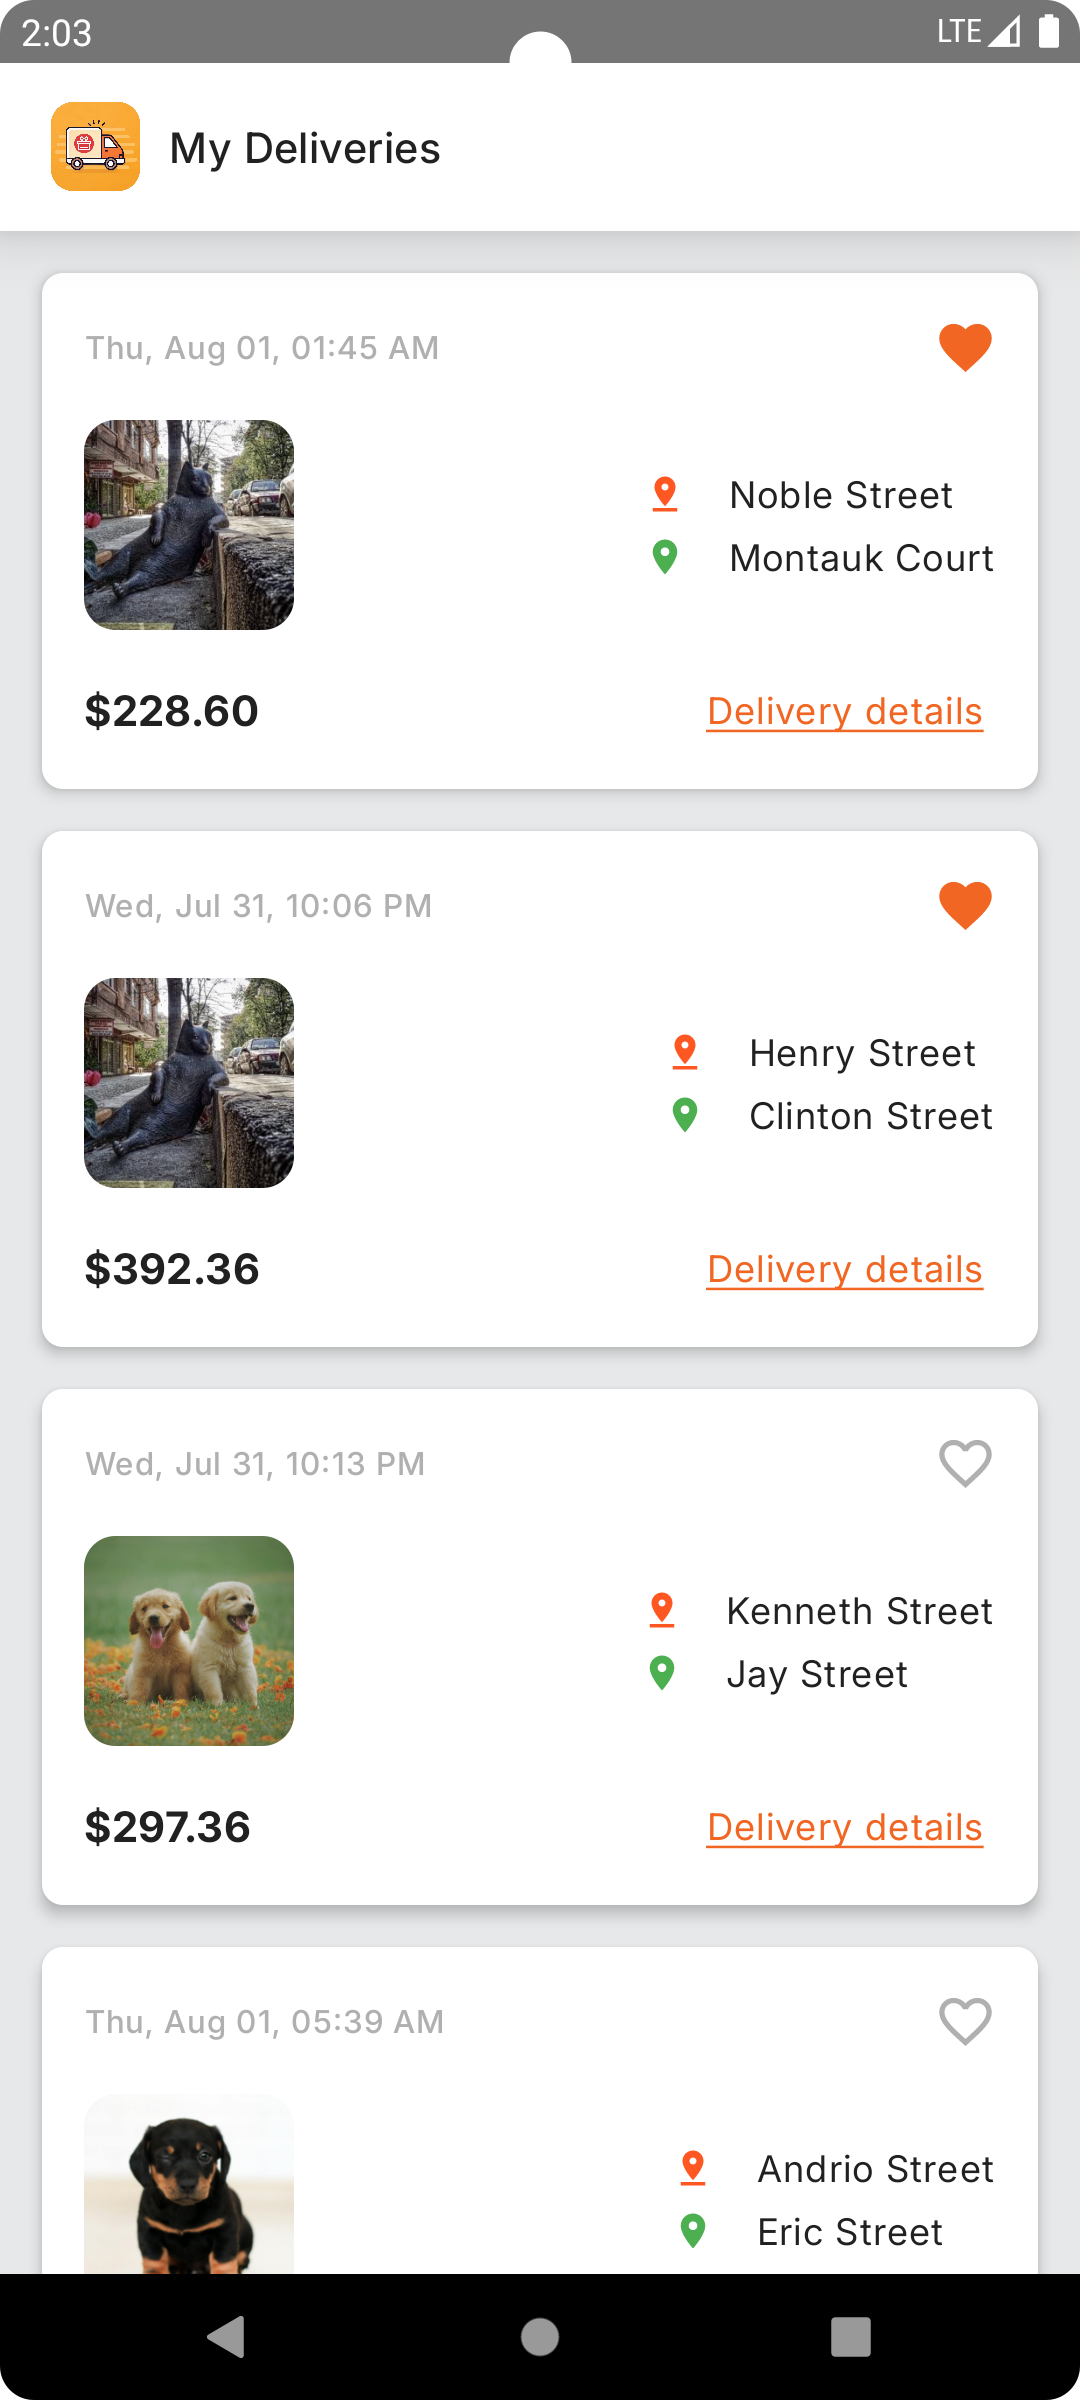 2:03
LTE
My Deliveries
Thu, Aug 01, 01:45 AM
Noble Street
Montauk Court
$228.60
Delivery details
Wed, Jul 31, 10:06 PM
Henry Street
Clinton Street
$392.36
Delivery details
Wed, Jul 31, 10:13 PM
Kenneth Street
Jay Street
$297.36
Delivery details
Thu, Aug 01, 05:39 AM
Andrio Street
Eric Street